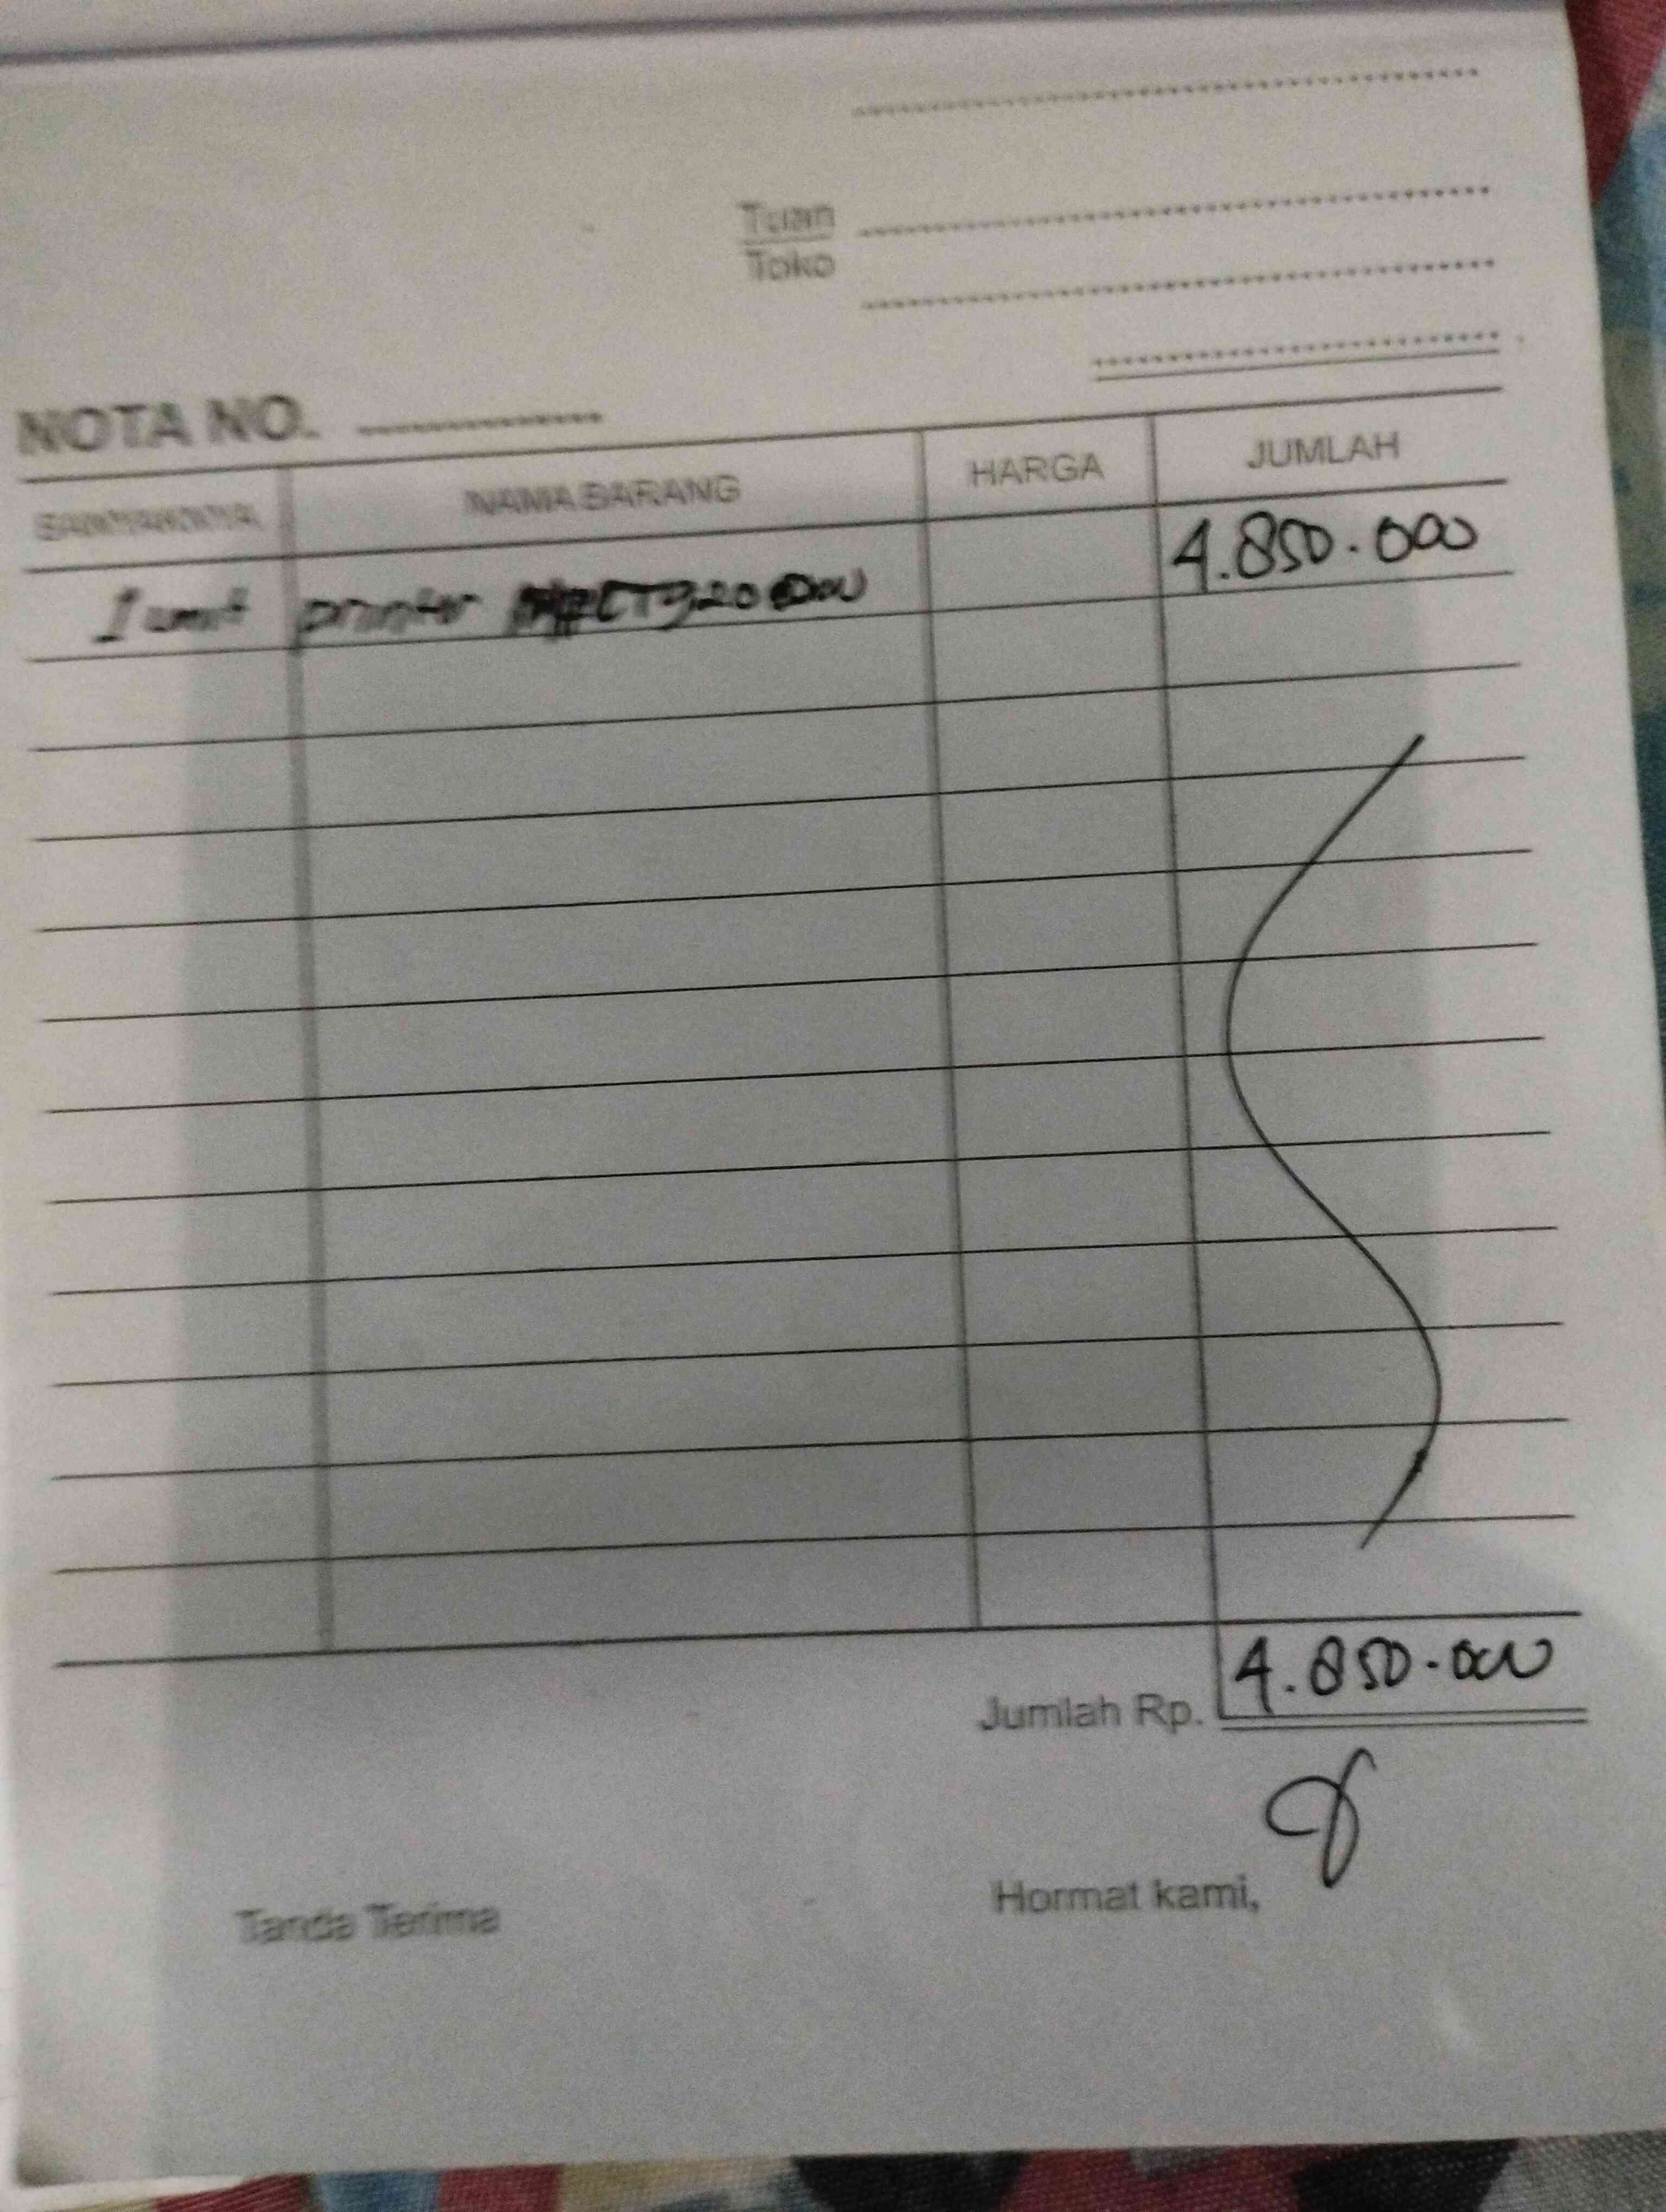 Tuan
Toko
NOTA NO.
BANYAKNYA NAMA BARANG HARGA JUMLAH
1 unit printer 4.850.000
Jumlah Rp. 4.850.000
Tanda Terima Hormat kami,